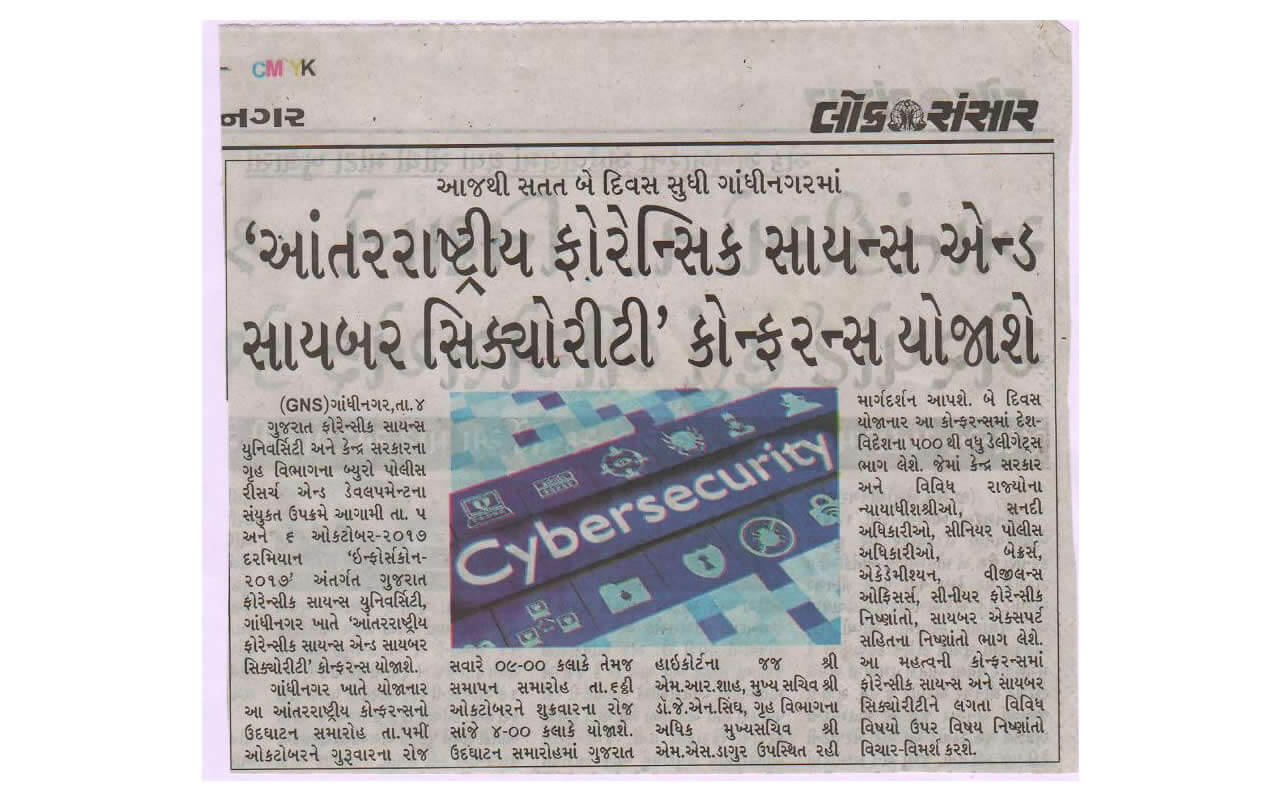 CMYK
નગર
લોક સંસાર
આજથી સતત બે દિવસ સુધી ગાંધીનગરમાં
‘આંતરરાષ્ટ્રીય ફોરેન્સિક સાયન્સ એન્ડ
સાયબર સિક્યોરીટી’ કોન્ફરન્સ યોજાશે
(GNS)ગાંધીનગર,તા.૪
ગુજરાત ફોરેન્સીક સાયન્સ
યુનિવર્સિટી અને કેન્દ્ર સરકારના
ગૃહ વિભાગના બ્યુરો પોલીસ
રીસર્ચ એન્ડ ડેવલપમેન્ટના
સંયુકત ઉપક્રમે આગામી તા. ૫
અને ૬ ઓકટોબર-૨૦૧૭
દરમિયાન ‘ઇન્ફોર્સકોન-
૨૦૧૭’ અંતર્ગત ગુજરાત
ફોરેન્સીક સાયન્સ યુનિવર્સિટી,
ગાંધીનગર ખાતે ‘આંતરરાષ્ટ્રીય
ફોરેન્સીક સાયન્સ એન્ડ સાયબર
સિક્યોરીટી’ કોન્ફરન્સ યોજાશે.
ગાંધીનગર ખાતે યોજાનાર
આ આંતરરાષ્ટ્રીય કોન્ફરન્સનો
ઉદઘાટન સમારોહ તા.૫મી
ઓકટોબરને ગુરૂવારના રોજ
Cybersecurity
સવારે ૦૯-૦૦ કલાકે તેમજ
સમાપન સમારોહ તા.૬ઠ્ઠી
ઓકટોબરને શુક્રવારના રોજ
સાંજે ૪-૦૦ કલાકે યોજાશે.
ઉદઘાટન સમારોહમાં ગુજરાત
હાઇકોર્ટના જજ શ્રી
એમ.આર.શાહ, મુખ્ય સચિવ શ્રી
ડૉ.જે.એન.સિંઘ, ગૃહ વિભાગના
અધિક મુખ્યસચિવ શ્રી
એમ.એસ.ડાગુર ઉપસ્થિત રહી
માર્ગદર્શન આપશે. બે દિવસ
યોજાનાર આ કોન્ફરન્સમાં દેશ-
વિદેશના ૫૦૦ થી વધુ ડેલીગેટ્સ
ભાગ લેશે. જેમાં કેન્દ્ર સરકાર
અને વિવિધ રાજ્યોના
ન્યાયાધીશશ્રીઓ, સનદી
અધિકારીઓ, સીનિયર પોલીસ
અધિકારીઓ, બેકર્સ,
એકેડેમીશ્યન, વીજીલન્સ
ઓફિસર્સ, સીનીયર ફોરેન્સીક
નિષ્ણાંતો, સાયબર એક્સપર્ટ
સહિતના નિષ્ણાંતો ભાગ લેશે.
આ મહત્વની કોન્ફરન્સમાં
ફોરેન્સીક સાયન્સ અને સાયબર
સિક્યોરીટીને લગતા વિવિધ
વિષયો ઉપર વિષય નિષ્ણાંતો
વિચાર-વિમર્શ કરશે.